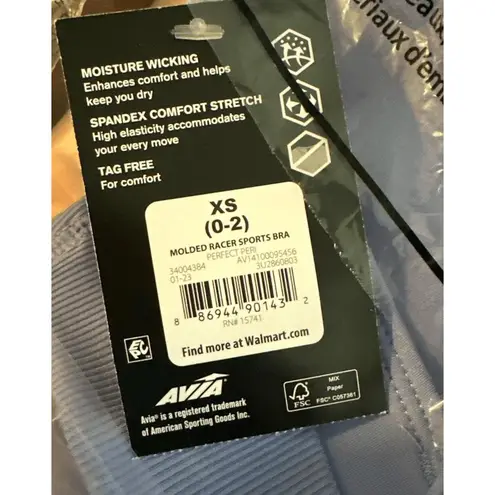 MOISTURE WICKING
Enhances comfort and helps
keep you dry
SPANDEX COMFORT STRETCH
High elasticity accommodates
your every move
TAG FREE
For comfort
XS
(0-2)
MOLDED RACER SPORTS BRA
PERFECT PERI
34004384 AV14100095456
01-23 3U2860803
8 86944 90143 2
RN# 15741
Find more at Walmart.com
AVIA
Avia® is a registered trademark
of American Sporting Goods Inc.
FSC
MIX
Paper
FSC® C057361